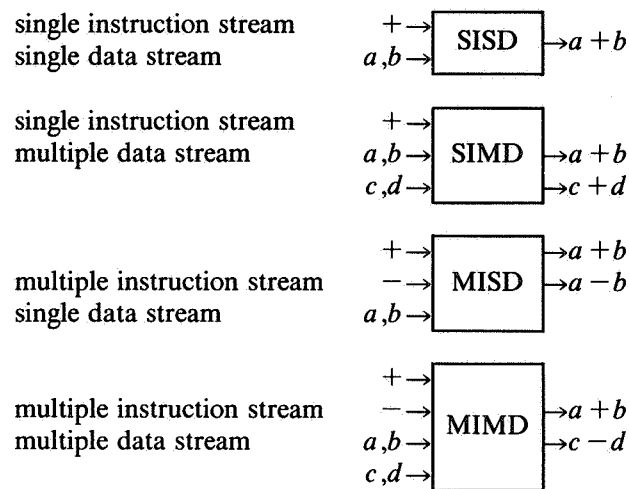 single instruction stream + →
single data stream a,b → SISD → a + b
single instruction stream + →
multiple data stream a,b → SIMD → a + b
c,d → → c + d
+ → → a + b
multiple instruction stream − → MISD → a − b
single data stream a,b →
+ →
multiple instruction stream − → → a + b
multiple data stream a,b → MIMD → c − d
c,d →